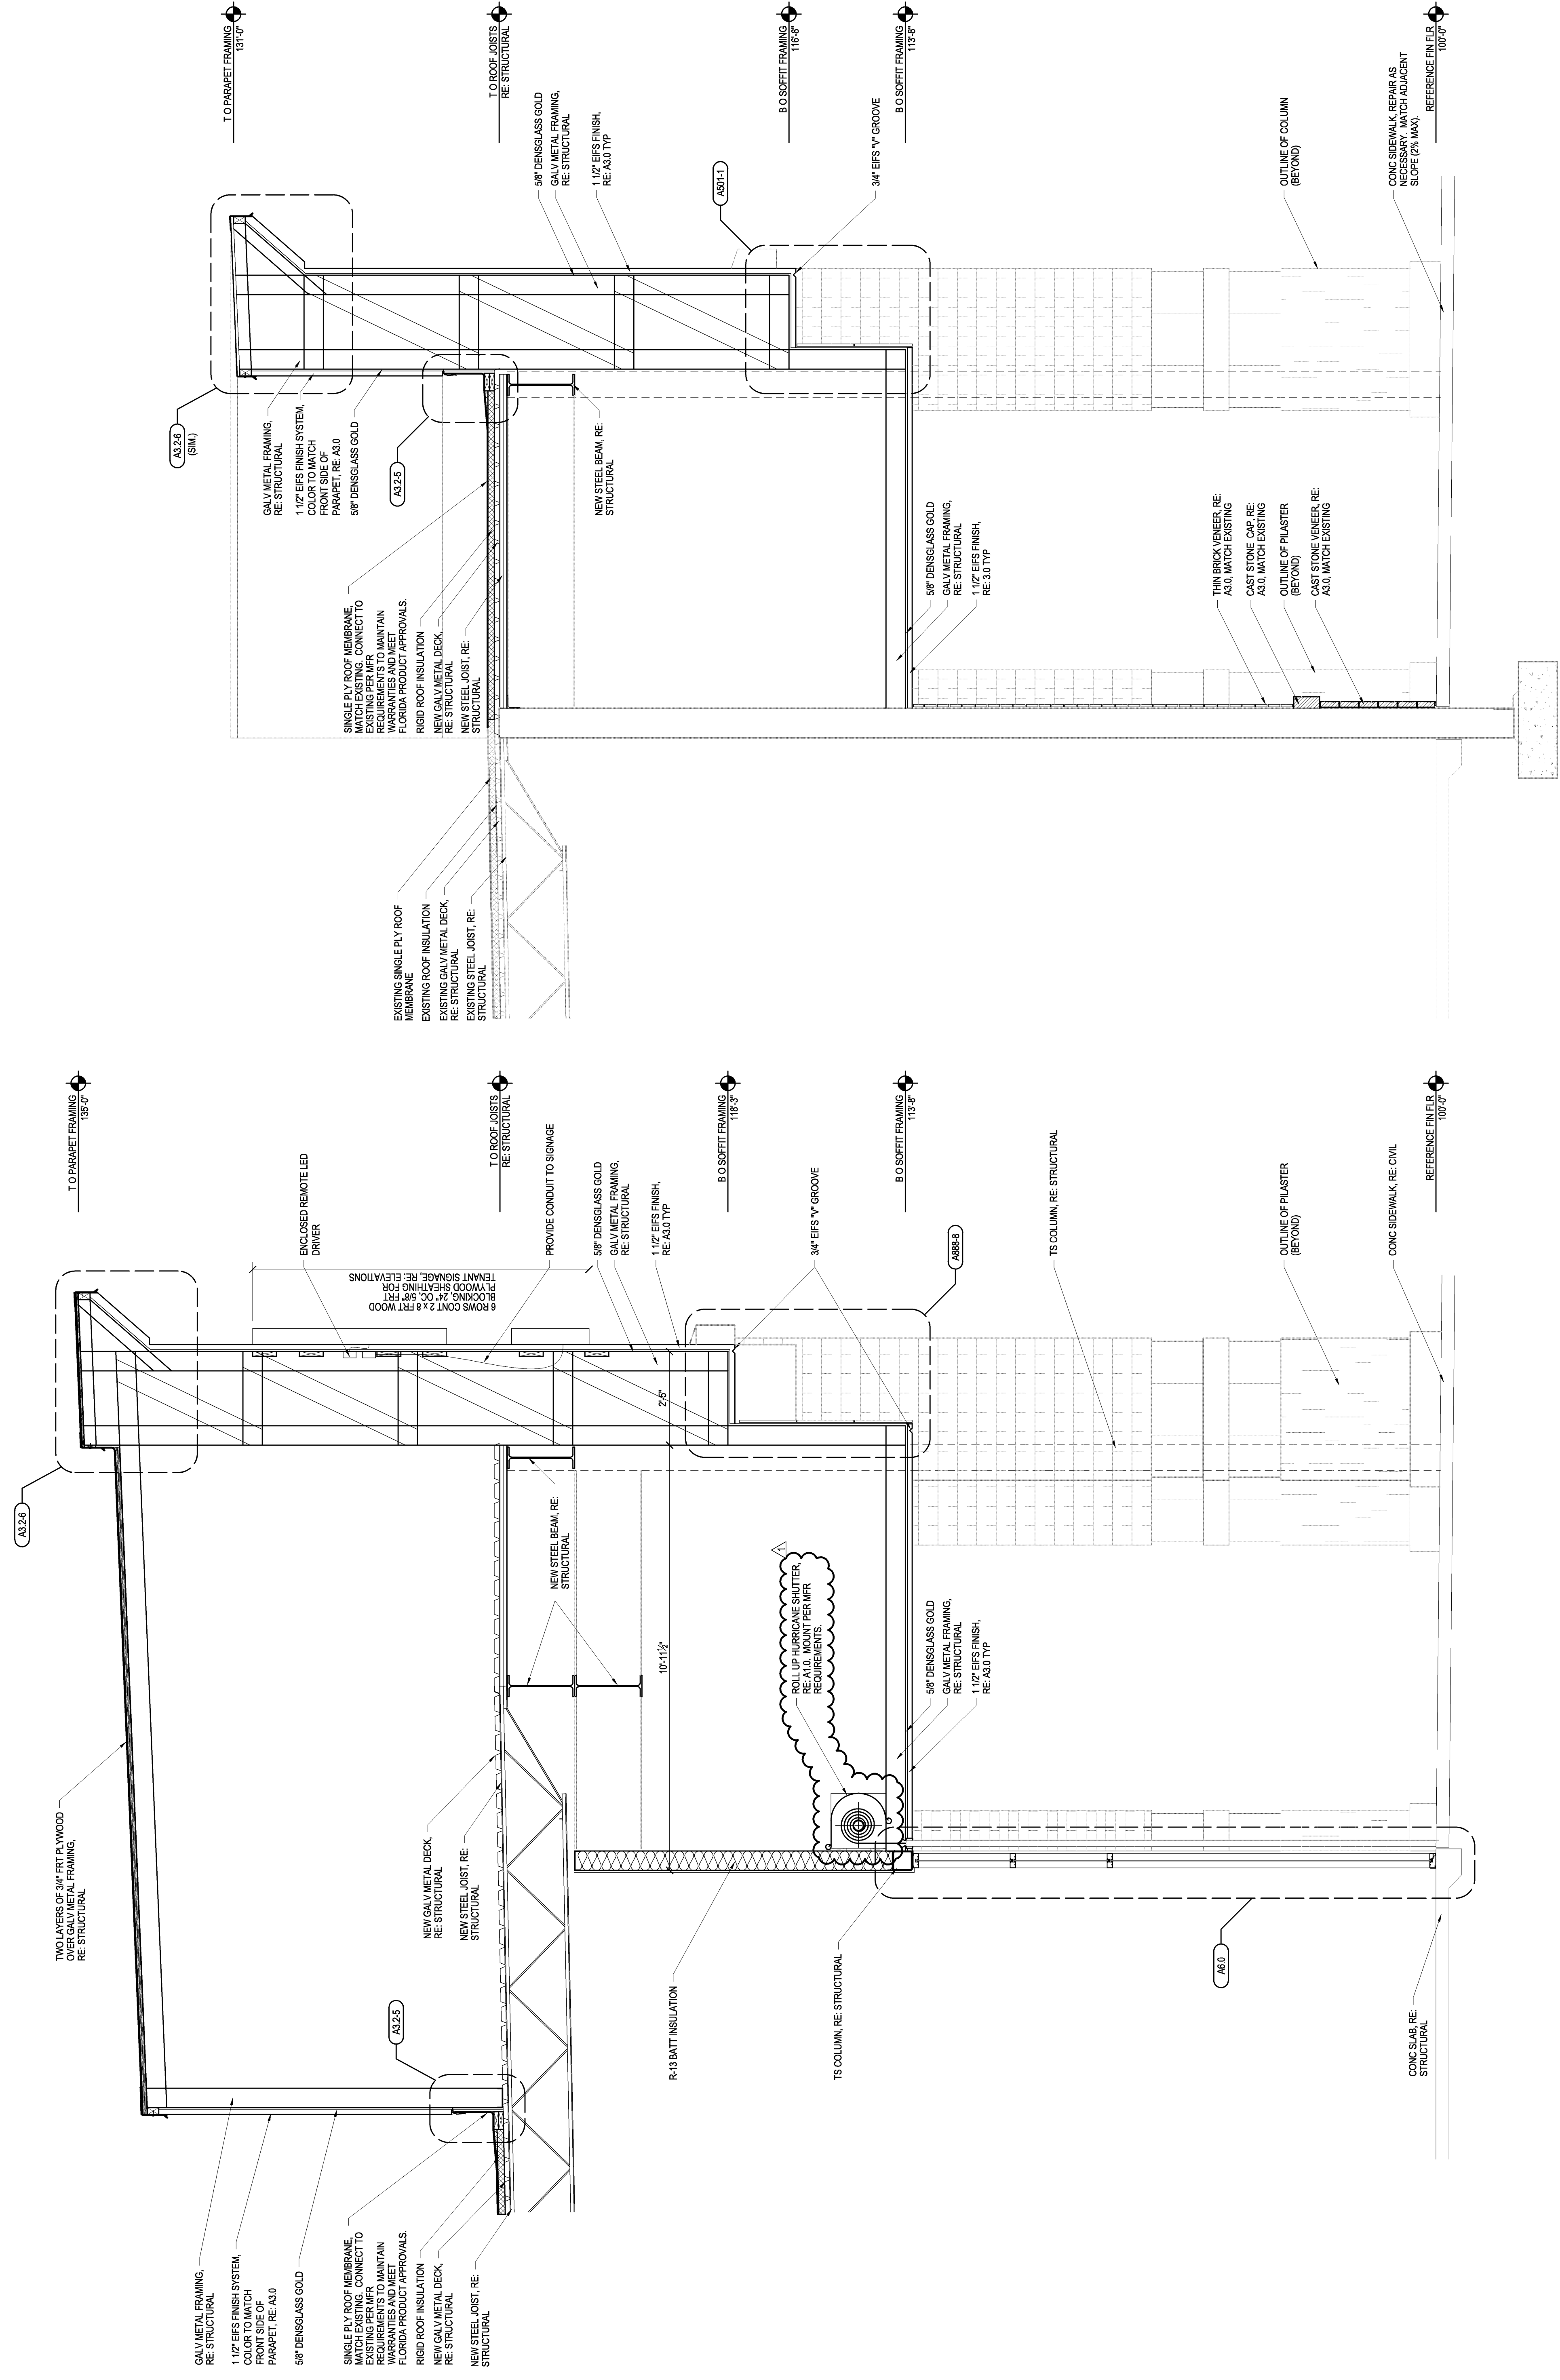 T O PARAPET FRAMING
135'-0"
T O ROOF JOISTS
RE: STRUCTURAL
B O SOFFIT FRAMING
118'-3"
B O SOFFIT FRAMING
113'-8"
REFERENCE FIN FLR
100'-0"
A3.2-6
TWO LAYERS OF 3/4" FRT PLYWOOD
OVER GALV METAL FRAMING,
RE: STRUCTURAL
ENCLOSED REMOTE LED
DRIVER
6 ROWS CONT 2 x 8 FRT WOOD
BLOCKING, 24" OC, 5/8" FRT
PLYWOOD SHEATHING FOR
TENANT SIGNAGE, RE: ELEVATIONS
PROVIDE CONDUIT TO SIGNAGE
5/8" DENSGLASS GOLD
GALV METAL FRAMING,
RE: STRUCTURAL
1 1/2" EIFS FINISH,
RE: A3.0 TYP
2'-5"
3/4" EIFS "V" GROOVE
A888-8
TS COLUMN, RE: STRUCTURAL
OUTLINE OF PILASTER
(BEYOND)
CONC SIDEWALK, RE: CIVIL
GALV METAL FRAMING,
RE: STRUCTURAL
1 1/2" EIFS FINISH SYSTEM,
COLOR TO MATCH
FRONT SIDE OF
PARAPET, RE: A3.0
5/8" DENSGLASS GOLD
SINGLE PLY ROOF MEMBRANE,
MATCH EXISTING. CONNECT TO
EXISTING PER MFR
REQUIREMENTS TO MAINTAIN
WARRANTIES AND MEET
FLORIDA PRODUCT APPROVALS.
RIGID ROOF INSULATION
NEW GALV METAL DECK,
RE: STRUCTURAL
NEW STEEL JOIST, RE:
STRUCTURAL
A3.2-5
NEW GALV METAL DECK,
RE: STRUCTURAL
NEW STEEL JOIST, RE:
STRUCTURAL
NEW STEEL BEAM, RE:
STRUCTURAL
10'-11½"
1
ROLL UP HURRICANE SHUTTER,
RE: A1.0. MOUNT PER MFR
REQUIREMENTS.
R-13 BATT INSULATION
TS COLUMN, RE: STRUCTURAL
5/8" DENSGLASS GOLD
GALV METAL FRAMING,
RE: STRUCTURAL
1 1/2" EIFS FINISH,
RE: A3.0 TYP
A6.0
CONC SLAB, RE:
STRUCTURAL
T O PARAPET FRAMING
131'-0"
T O ROOF JOISTS
RE: STRUCTURAL
B O SOFFIT FRAMING
116'-8"
B O SOFFIT FRAMING
113'-8"
REFERENCE FIN FLR
100'-0"
A3.2-6
(SIM.)
GALV METAL FRAMING,
RE: STRUCTURAL
1 1/2" EIFS FINISH SYSTEM,
COLOR TO MATCH
FRONT SIDE OF
PARAPET, RE: A3.0
5/8" DENSGLASS GOLD
A3.2-5
SINGLE PLY ROOF MEMBRANE,
MATCH EXISTING. CONNECT TO
EXISTING PER MFR
REQUIREMENTS TO MAINTAIN
WARRANTIES AND MEET
FLORIDA PRODUCT APPROVALS.
RIGID ROOF INSULATION
NEW GALV METAL DECK,
RE: STRUCTURAL
NEW STEEL JOIST, RE:
STRUCTURAL
EXISTING SINGLE PLY ROOF
MEMBRANE
EXISTING ROOF INSULATION
EXISTING GALV METAL DECK,
RE: STRUCTURAL
EXISTING STEEL JOIST, RE:
STRUCTURAL
5/8" DENSGLASS GOLD
GALV METAL FRAMING,
RE: STRUCTURAL
1 1/2" EIFS FINISH,
RE: A3.0 TYP
A501-1
3/4" EIFS "V" GROOVE
NEW STEEL BEAM, RE:
STRUCTURAL
5/8" DENSGLASS GOLD
GALV METAL FRAMING,
RE: STRUCTURAL
1 1/2" EIFS FINISH,
RE: 3.0 TYP
OUTLINE OF COLUMN
(BEYOND)
CONC SIDEWALK, REPAIR AS
NECESSARY. MATCH ADJACENT
SLOPE (2% MAX).
THIN BRICK VENEER, RE:
A3.0, MATCH EXISTING
CAST STONE CAP, RE:
A3.0, MATCH EXISTING
OUTLINE OF PILASTER
(BEYOND)
CAST STONE VENEER, RE:
A3.0, MATCH EXISTING